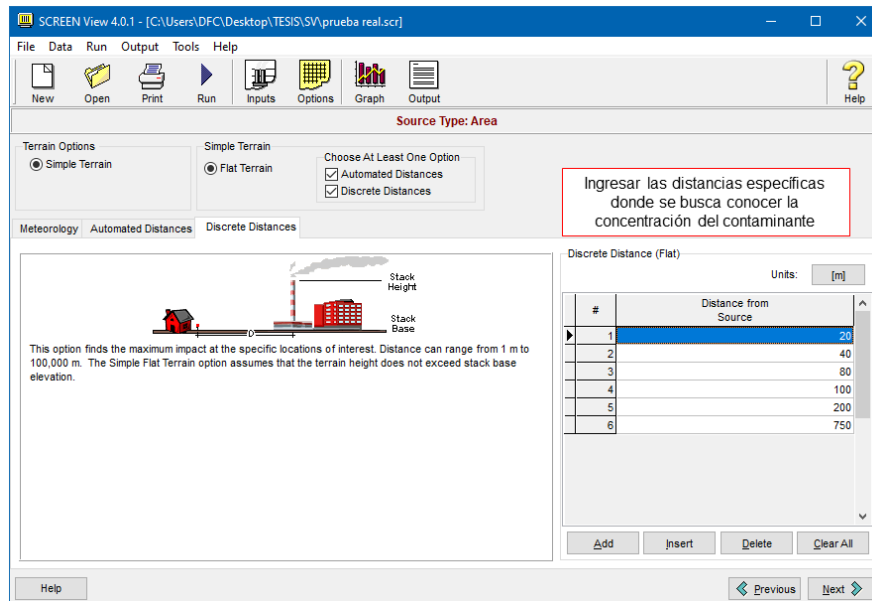 SCREEN View 4.0.1 - [C:\Users\DFC\Desktop\TESIS\SV\prueba real.scr]
File Data Run Output Tools Help
New Open Print Run Inputs Options Graph Output Help
Source Type: Area
Terrain Options
Simple Terrain
Simple Terrain
Flat Terrain
Choose At Least One Option
Automated Distances
Discrete Distances
Ingresar las distancias específicas
donde se busca conocer la
concentración del contaminante
Meteorology Automated Distances Discrete Distances
Stack
Height
Stack
Base
D
This option finds the maximum impact at the specific locations of interest. Distance can range from 1 m to
100,000 m. The Simple Flat Terrain option assumes that the terrain height does not exceed stack base
elevation.
Discrete Distance (Flat)
Units: [m]
# Distance from
Source
1 20
2 40
3 80
4 100
5 200
6 750
Add Insert Delete Clear All
Help Previous Next